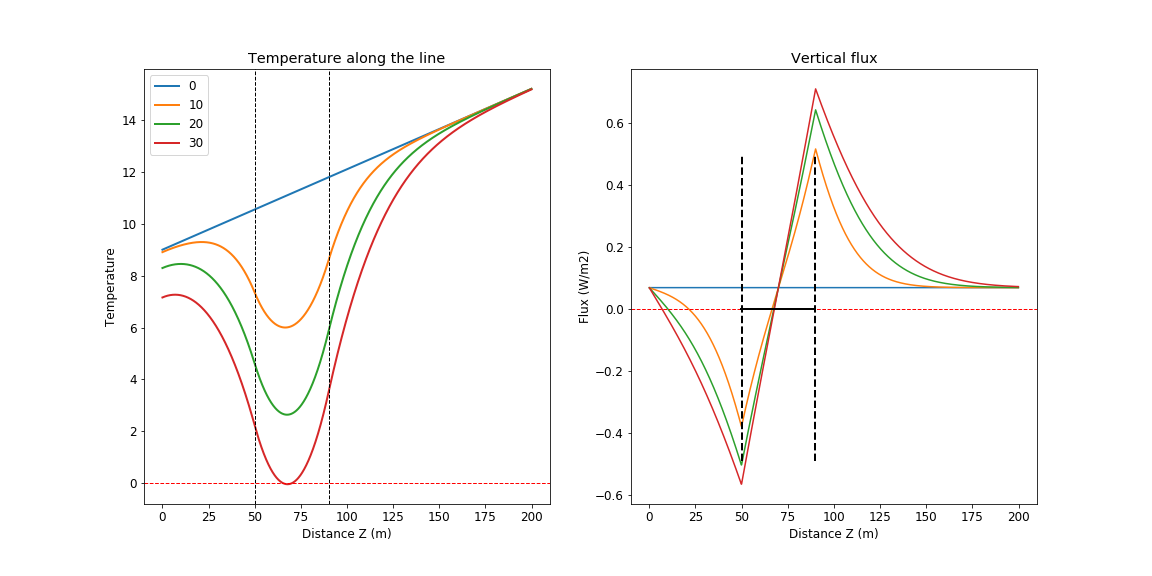 Temperature along the line
0
10
20
30
14
12
10
8
6
4
2
0
Temperature
0 25 50 75 100 125 150 175 200
Distance Z (m)
Vertical flux
0.6
0.4
0.2
0.0
−0.2
−0.4
−0.6
Flux (W/m2)
0 25 50 75 100 125 150 175 200
Distance Z (m)